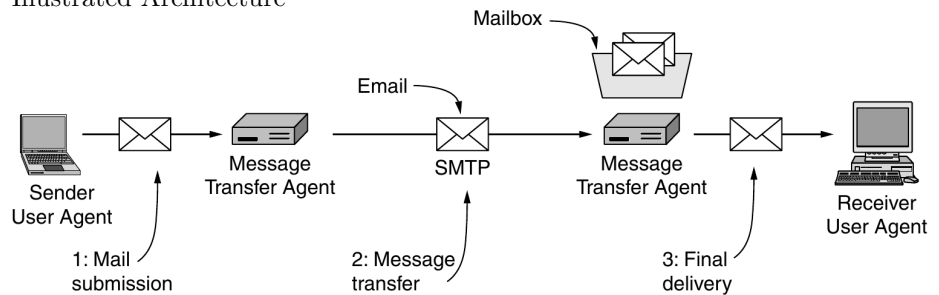 Illustrated Architecture
Mailbox
Email
Message
Transfer Agent
SMTP
Message
Transfer Agent
Sender
User Agent
Receiver
User Agent
1: Mail
submission
2: Message
transfer
3: Final
delivery